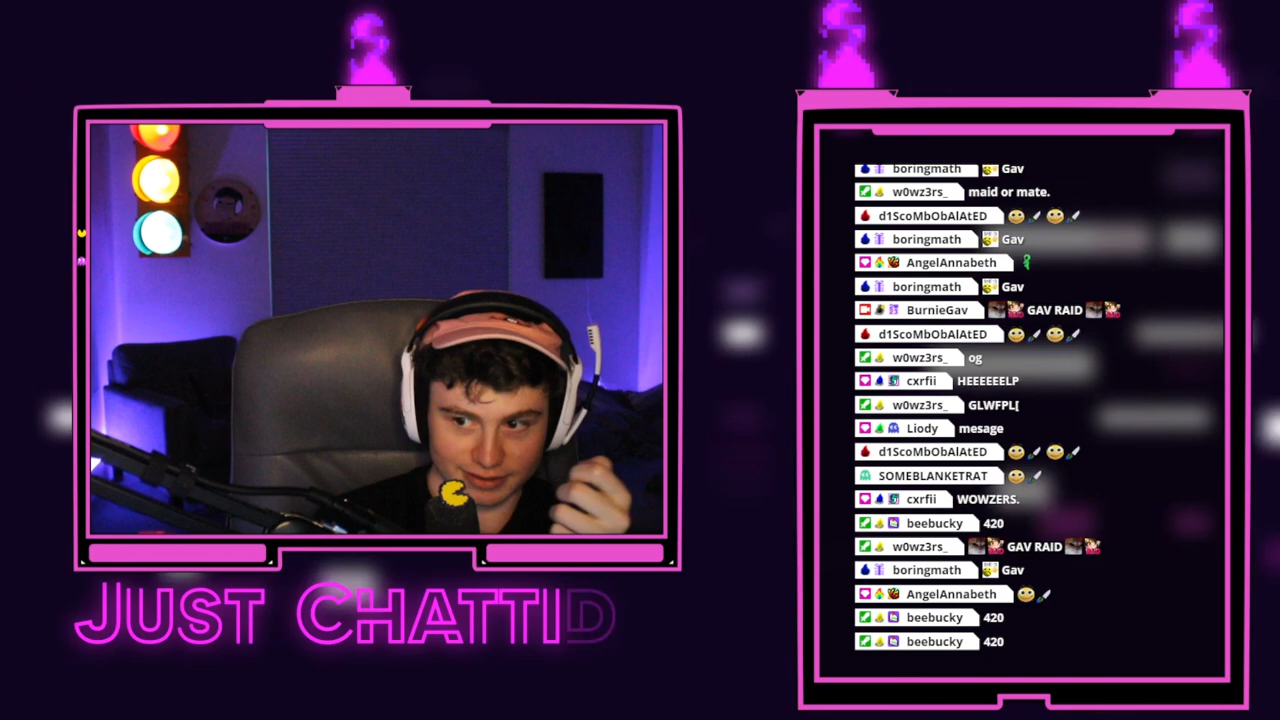 boringmath Gav
w0wz3rs_ maid or mate.
d1ScoMbObAlAtED
boringmath Gav
AngelAnnabeth
boringmath Gav
BurnieGav GAV RAID
d1ScoMbObAlAtED
w0wz3rs_ og
cxrfii HEEEEEELP
w0wz3rs_ GLWFPL[
Liody mesage
d1ScoMbObAlAtED
SOMEBLANKETRAT
cxrfii WOWZERS.
beebucky 420
w0wz3rs_ GAV RAID
boringmath Gav
AngelAnnabeth
beebucky 420
beebucky 420
JUST CHATTID